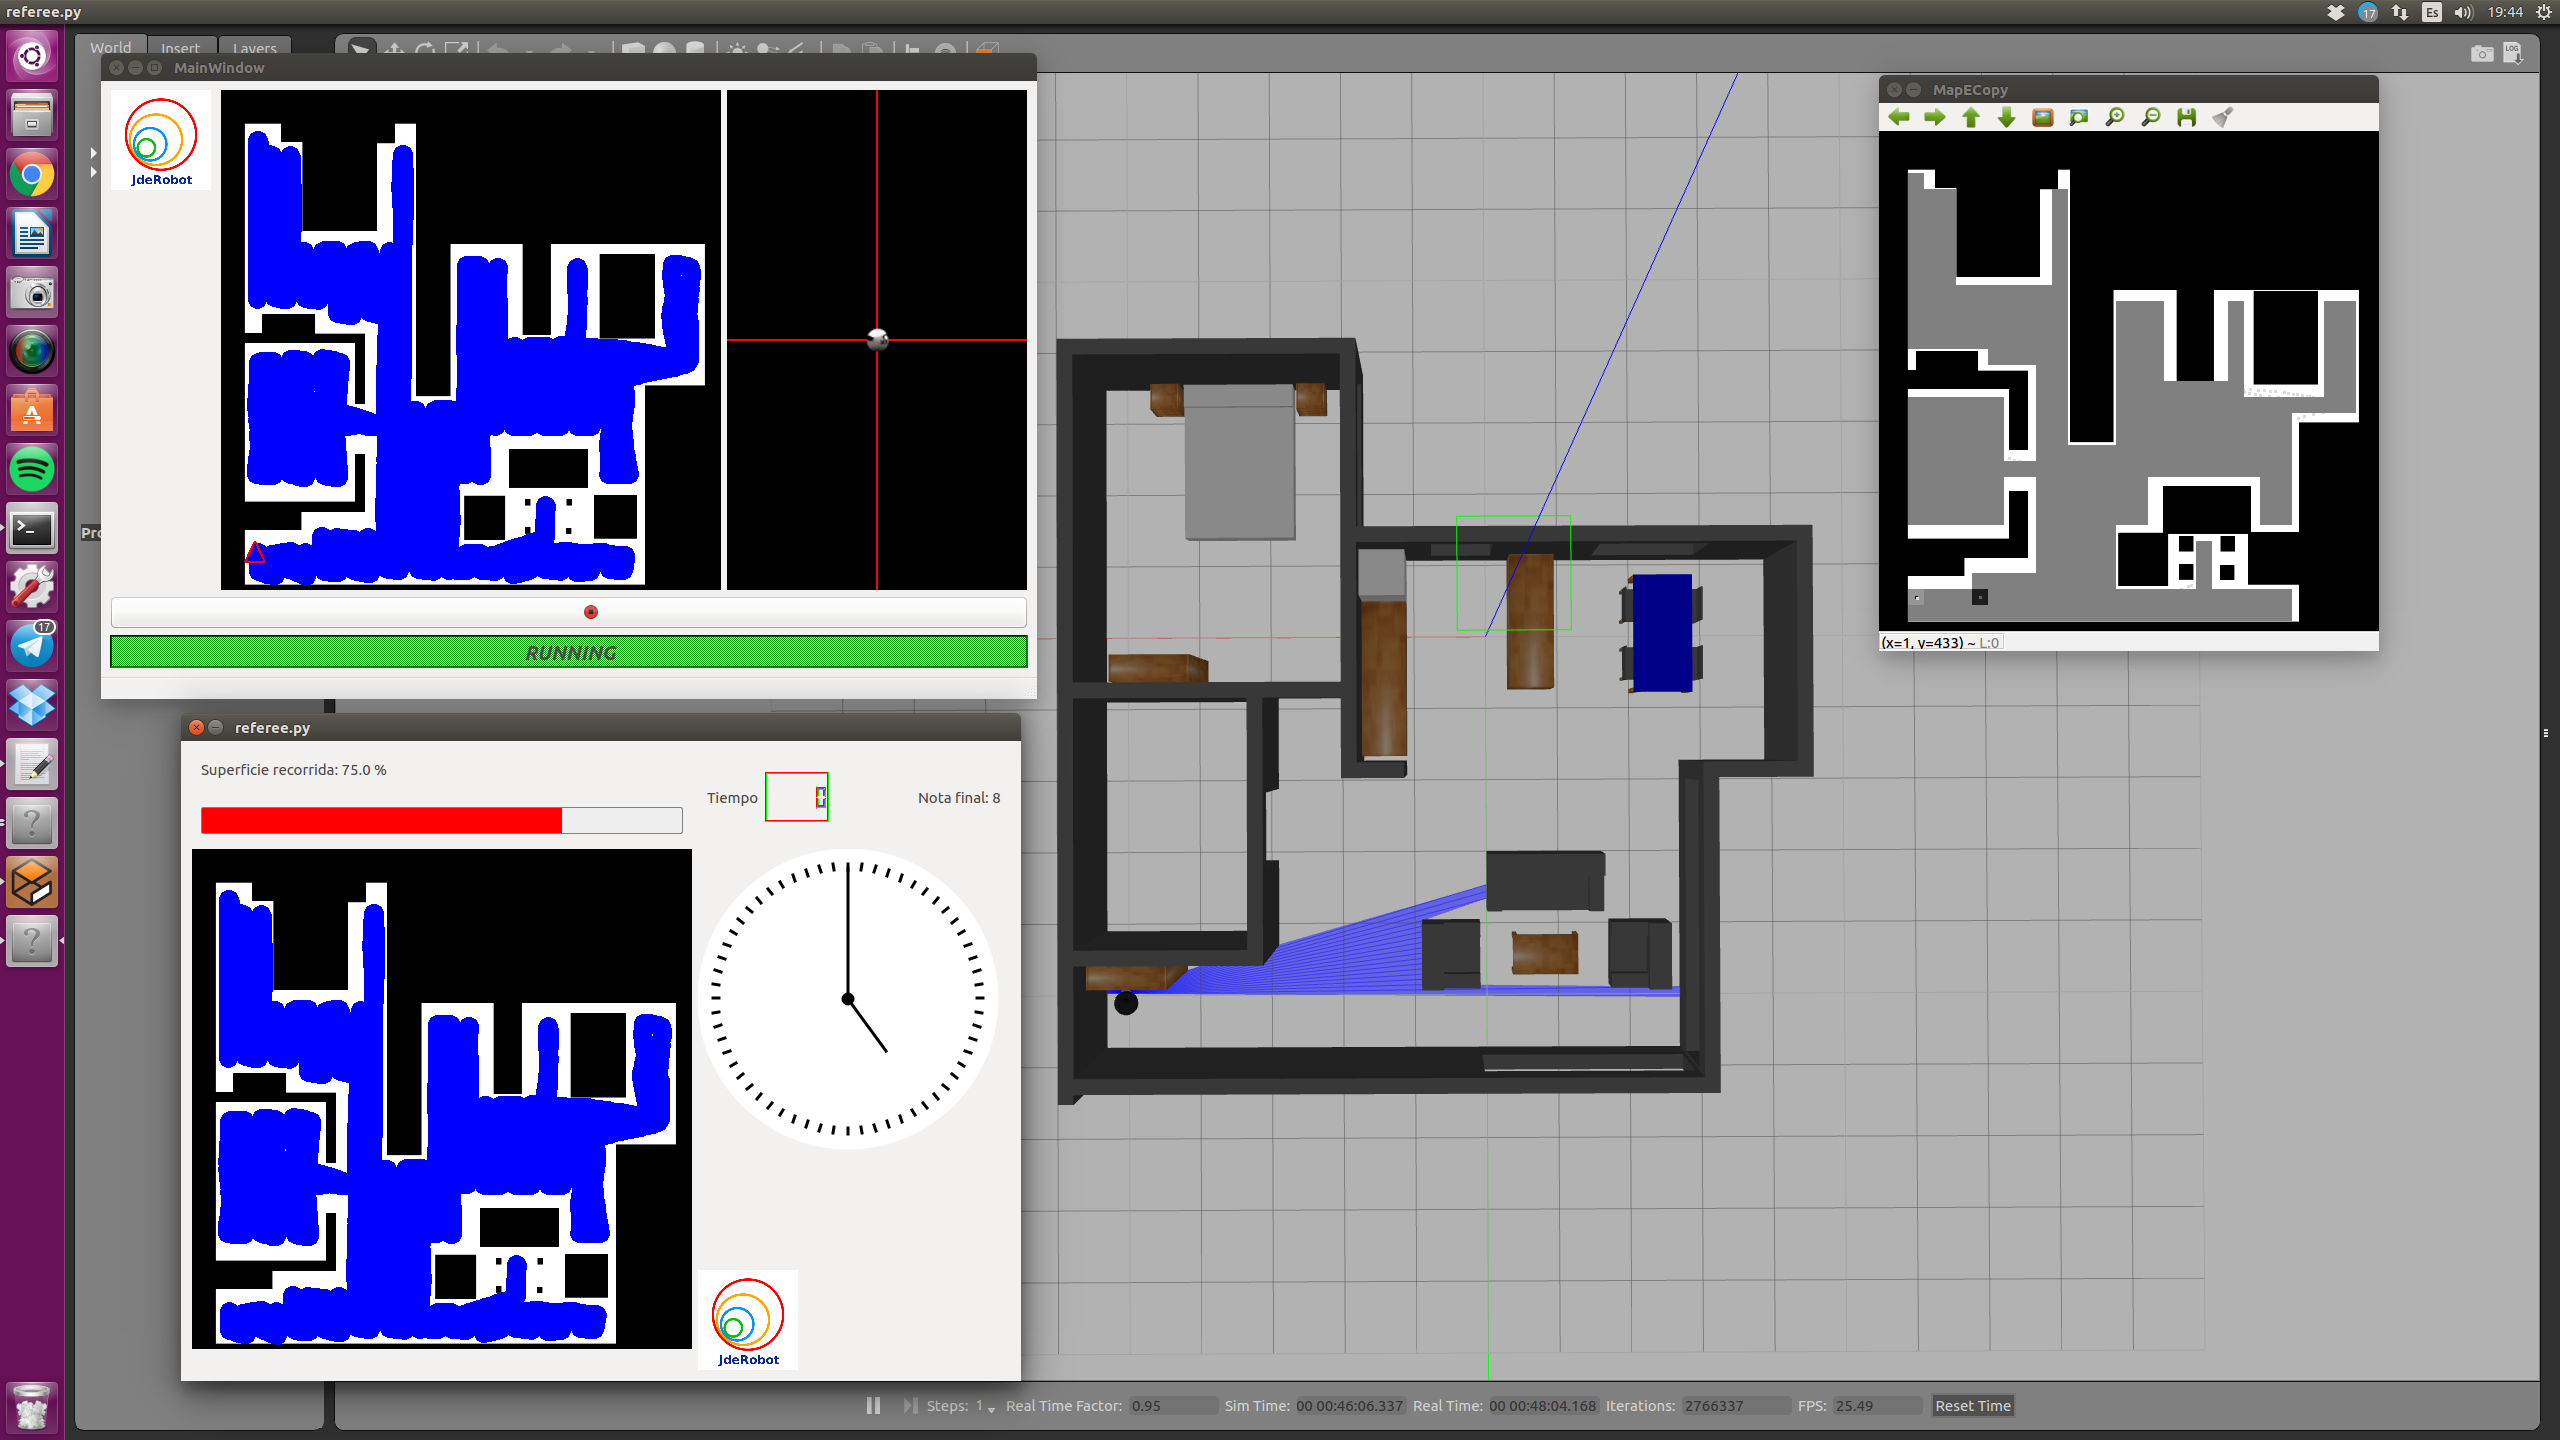 referee.py
17
Es
19:44
World
Insert
Layers
LOG
MainWindow
JdeRobot
RUNNING
MapECopy
(x=1, y=433) ~ L:0
17
referee.py
Superficie recorrida: 75.0 %
Tiempo
Nota final: 8
JdeRobot
Steps: 1
Real Time Factor: 0.95
Sim Time: 00 00:46:06.337
Real Time: 00 00:48:04.168
Iterations: 2766337
FPS: 25.49
Reset Time